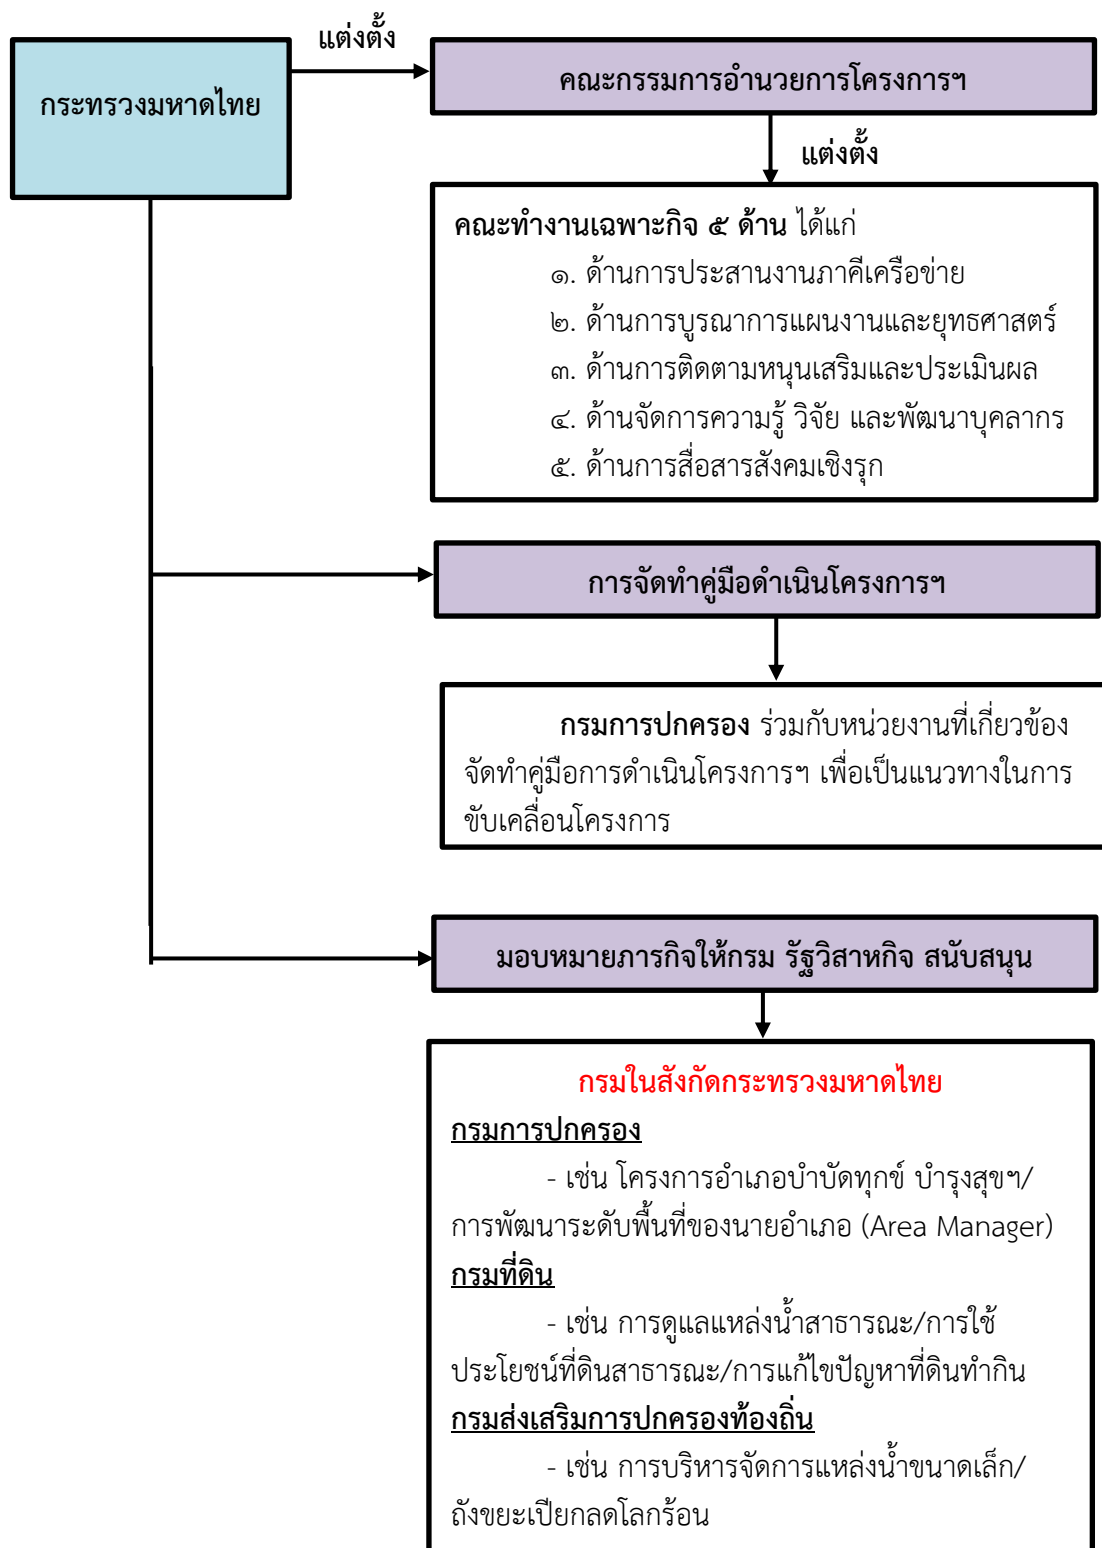 แต่งตั้ง
กระทรวงมหาดไทย
คณะกรรมการอำนวยการโครงการฯ
แต่งตั้ง
คณะทำงานเฉพาะกิจ ๕ ด้าน ได้แก่
๑. ด้านการประสานงานภาคีเครือข่าย
๒. ด้านการบูรณาการแผนงานและยุทธศาสตร์
๓. ด้านการติดตามหนุนเสริมและประเมินผล
๔. ด้านจัดการความรู้ วิจัย และพัฒนาบุคลากร
๕. ด้านการสื่อสารสังคมเชิงรุก
การจัดทำคู่มือดำเนินโครงการฯ
กรมการปกครอง ร่วมกับหน่วยงานที่เกี่ยวข้อง
จัดทำคู่มือการดำเนินโครงการฯ เพื่อเป็นแนวทางในการ
ขับเคลื่อนโครงการ
มอบหมายภารกิจให้กรม รัฐวิสาหกิจ สนับสนุน
กรมในสังกัดกระทรวงมหาดไทย
กรมการปกครอง
- เช่น โครงการอำเภอบำบัดทุกข์ บำรุงสุขฯ/
การพัฒนาระดับพื้นที่ของนายอำเภอ (Area Manager)
กรมที่ดิน
- เช่น การดูแลแหล่งน้ำสาธารณะ/การใช้
ประโยชน์ที่ดินสาธารณะ/การแก้ไขปัญหาที่ดินทำกิน
กรมส่งเสริมการปกครองท้องถิ่น
- เช่น การบริหารจัดการแหล่งน้ำขนาดเล็ก/
ถังขยะเปียกลดโลกร้อน